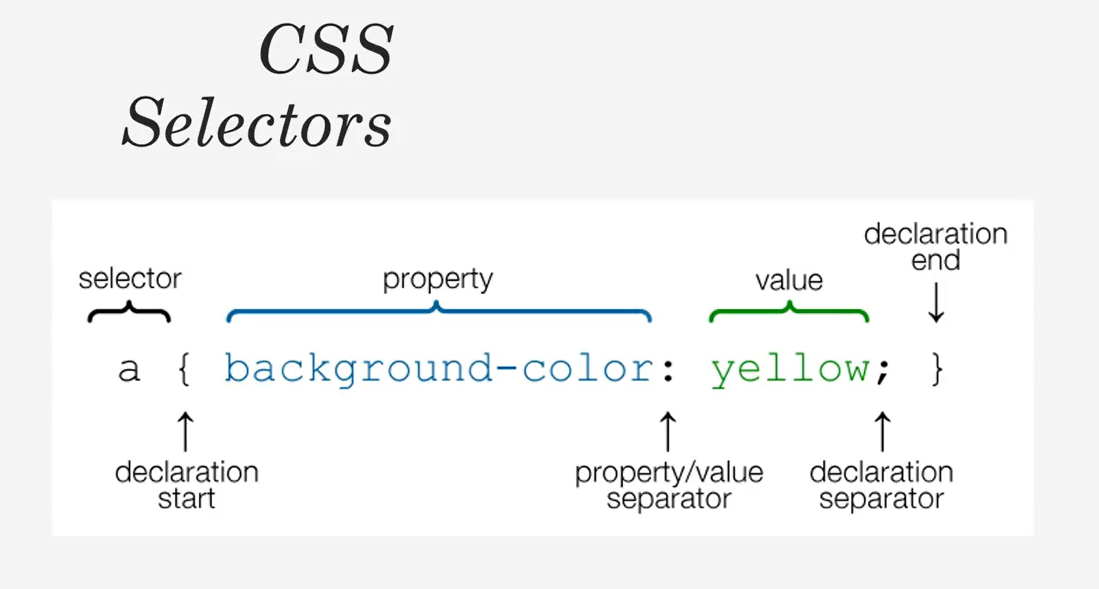 CSS
Selectors
declaration
end
selector
property
value
a { background-color: yellow; }
declaration
start
property/value
separator
declaration
separator